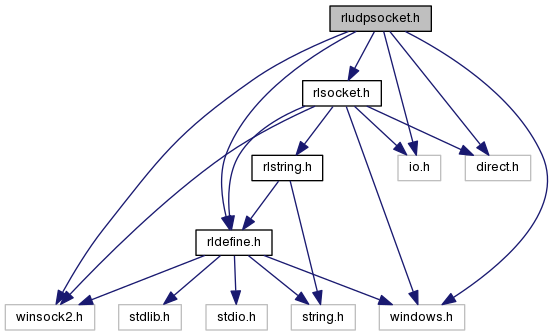 rludpsocket.h
rlsocket.h
rlstring.h
io.h
direct.h
rldefine.h
winsock2.h
stdlib.h
stdio.h
string.h
windows.h